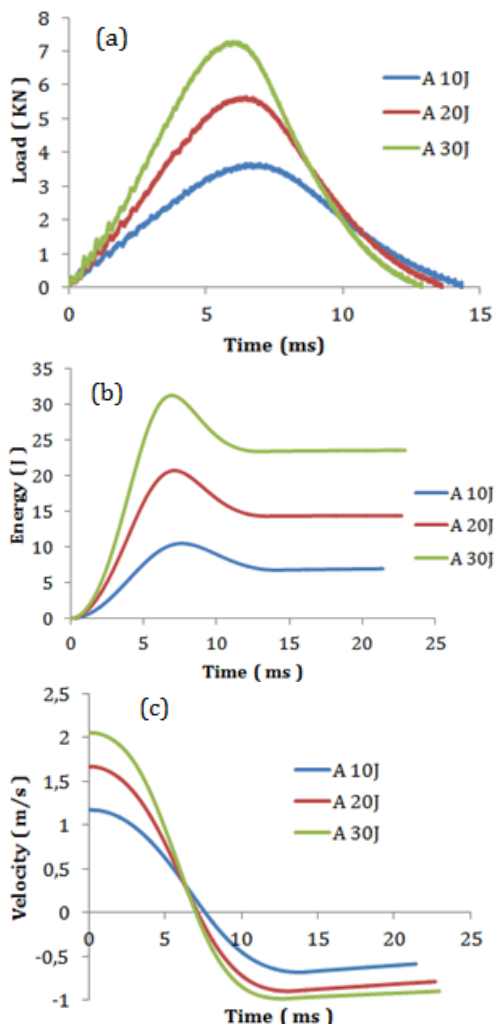 (a)
Load ( KN )
8
7
6
5
4
3
2
1
0
0 5 10 15
Time (ms)
A 10J
A 20J
A 30J
(b)
Energy ( J )
35
30
25
20
15
10
5
0
0 5 10 15 20 25
Time ( ms )
A 10J
A 20J
A 30J
(c)
Velocity ( m/s )
2,5
2
1,5
1
0,5
0
-0,5
-1
0 5 10 15 20 25
Time ( ms )
A 10J
A 20J
A 30J